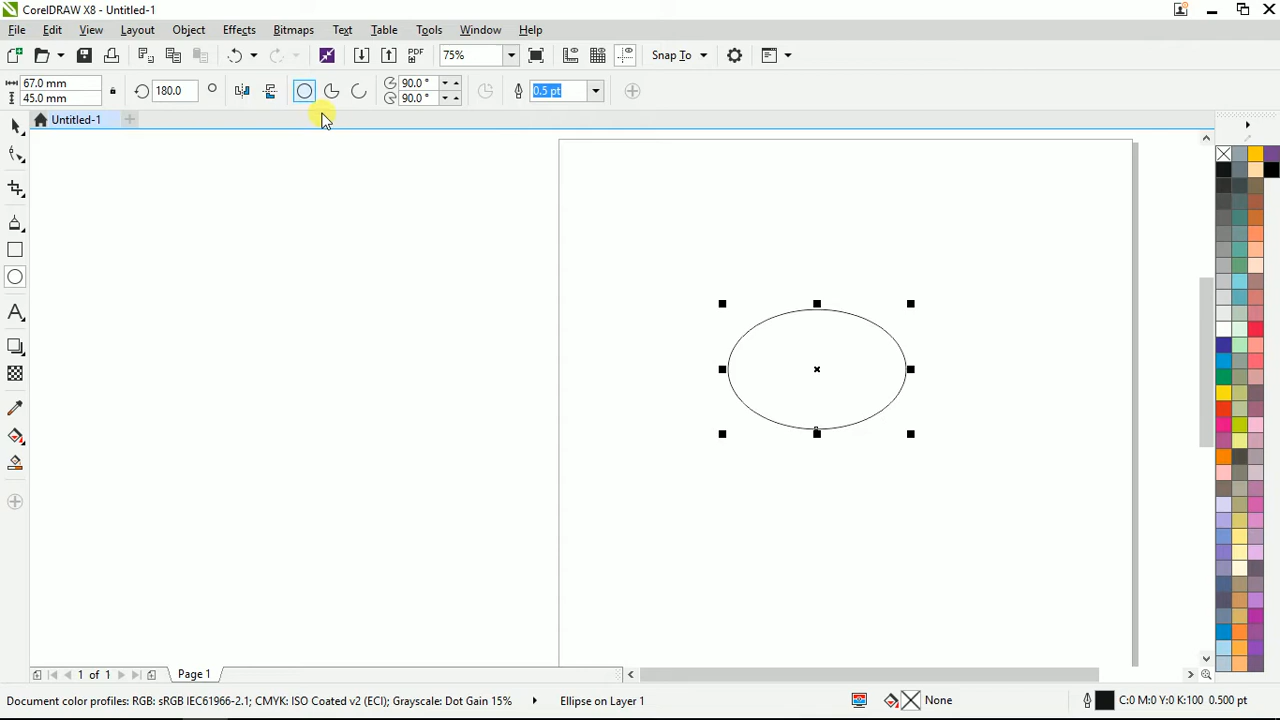 CorelDRAW X8 - Untitled-1
File Edit View Layout Object Effects Bitmaps Text Table Tools Window Help
PDF 75% Snap To
67.0 mm 90.0 °
45.0 mm 180.0 ° 90.0 ° 0.5 pt
Untitled-1
1 of 1 Page 1
Document color profiles: RGB: sRGB IEC61966-2.1; CMYK: ISO Coated v2 (ECI); Grayscale: Dot Gain 15% Ellipse on Layer 1 None C:0 M:0 Y:0 K:100 0.500 pt